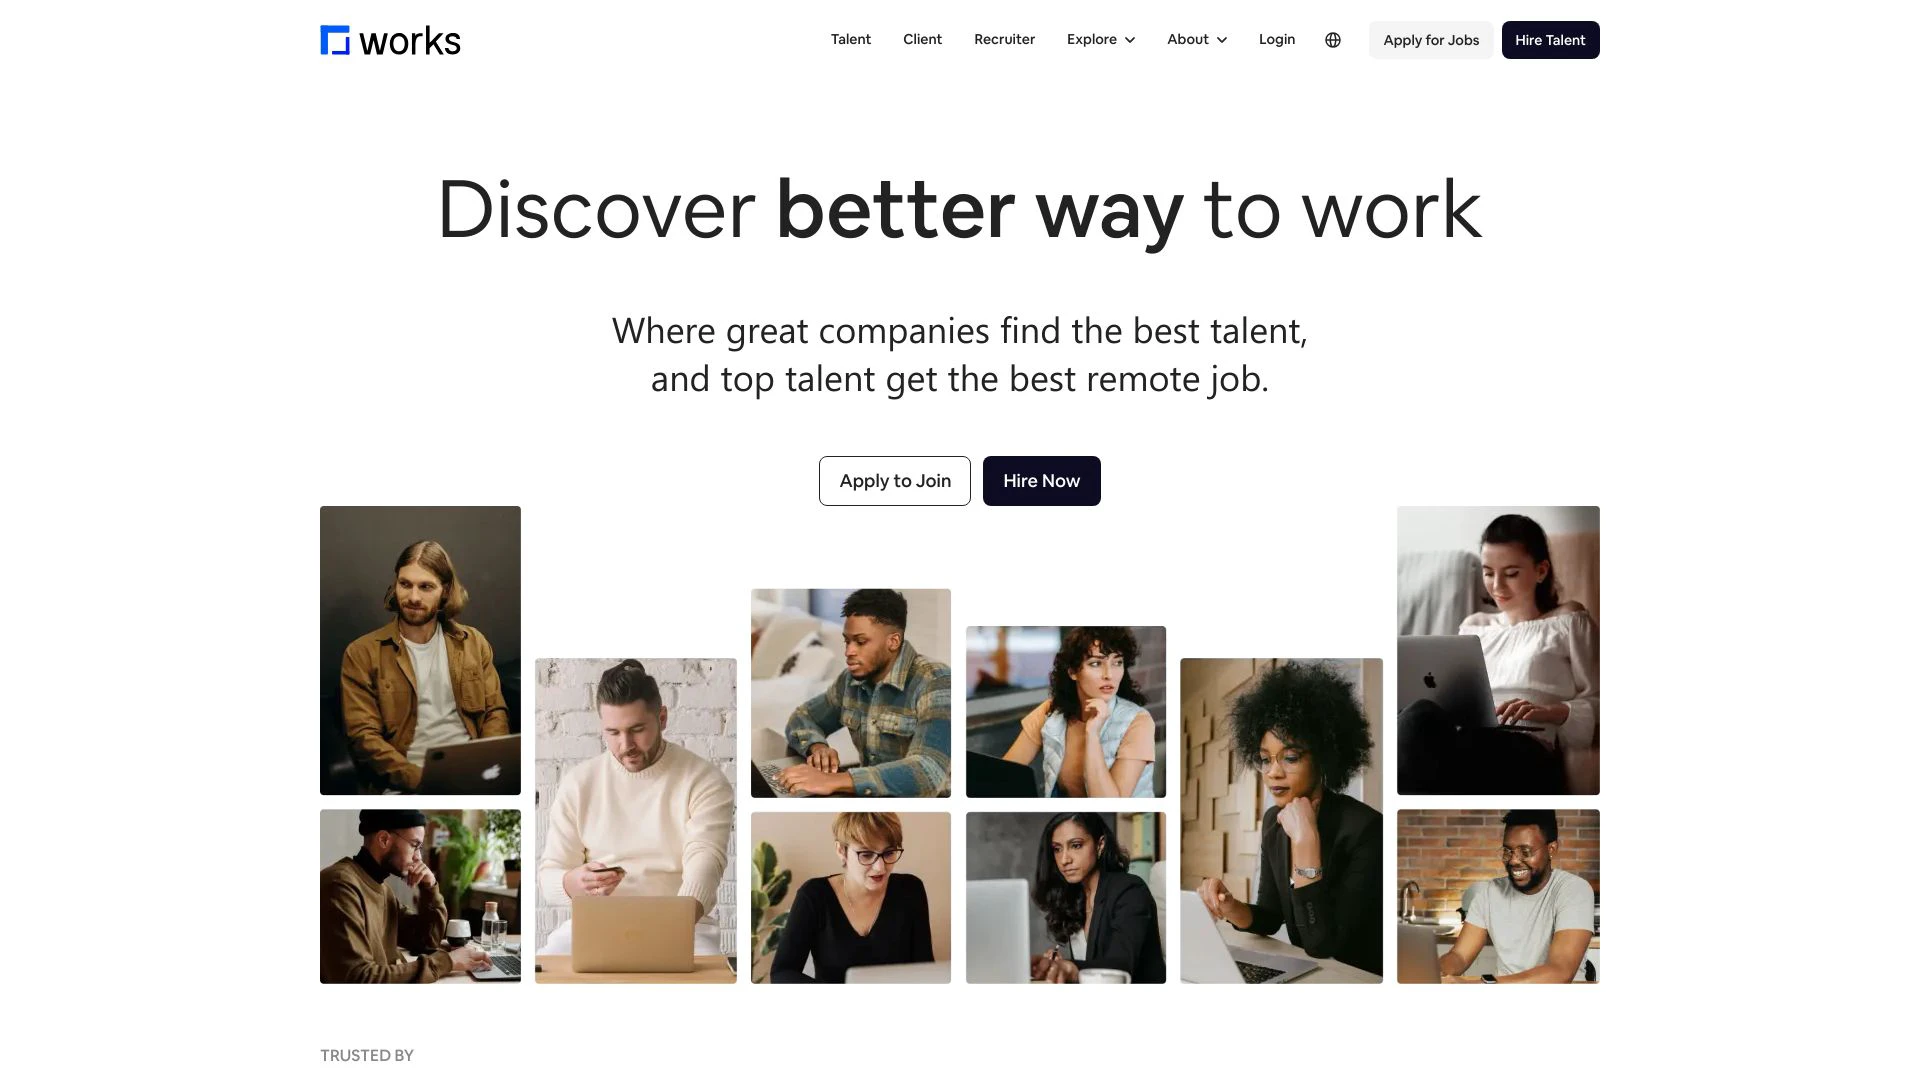 works
Talent
Client
Recruiter
Explore
About
Login
Apply for Jobs
Hire Talent
Discover better way to work
Where great companies find the best talent,
and top talent get the best remote job.
Apply to Join
Hire Now
TRUSTED BY